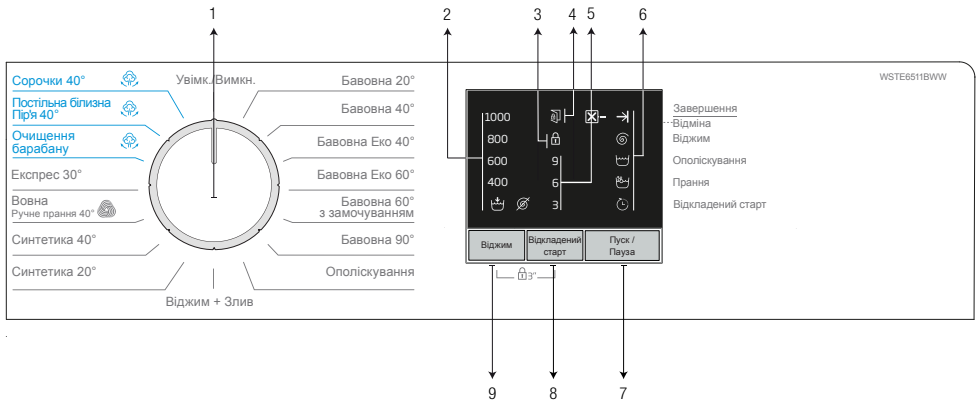 1
2
3
4
5
6
WSTE6511BWW
Увімк./Вимкн.
Сорочки 40°
Постільна білизна
Пір'я 40°
Очищення
барабану
Експрес 30°
Вовна
Ручне прання 40°
Синтетика 40°
Синтетика 20°
Віджим + Злив
Бавовна 20°
Бавовна 40°
Бавовна Еко 40°
Бавовна Еко 60°
Бавовна 60°
з замочуванням
Бавовна 90°
Ополіскування
1000
800
600
400
9
6
3
Завершення
Відміна
Віджим
Ополіскування
Прання
Відкладений старт
Віджим
Відкладений
старт
Пуск /
Пауза
3"
9
8
7